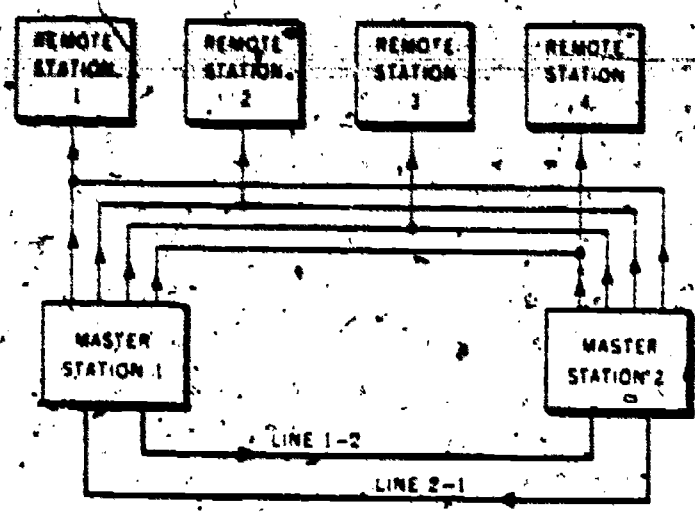 REMOTE
STATION
1
REMOTE
STATION
2
REMOTE
STATION
3
REMOTE
STATION
4
MASTER
STATION 1
MASTER
STATION 2
LINE 1-2
LINE 2-1